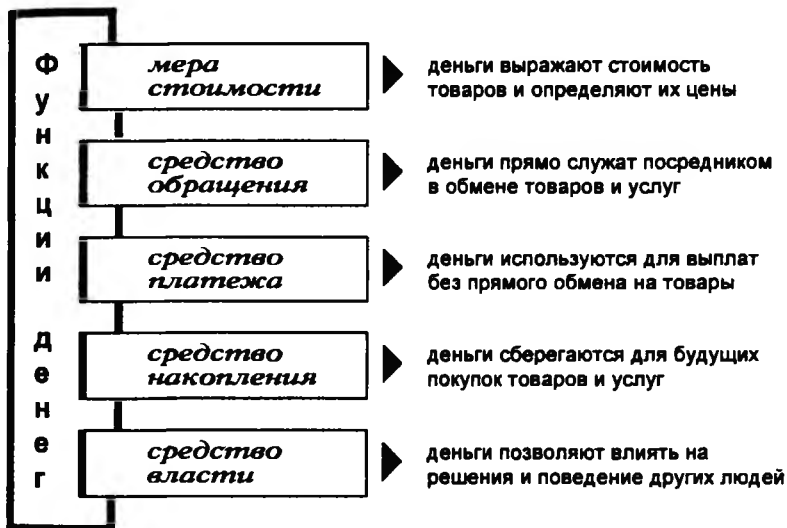 Функции денег
мера
стоимости
деньги выражают стоимость
товаров и определяют их цены
средство
обращения
деньги прямо служат посредником
в обмене товаров и услуг
средство
платежа
деньги используются для выплат
без прямого обмена на товары
средство
накопления
деньги сберегаются для будущих
покупок товаров и услуг
средство
власти
деньги позволяют влиять на
решения и поведение других людей